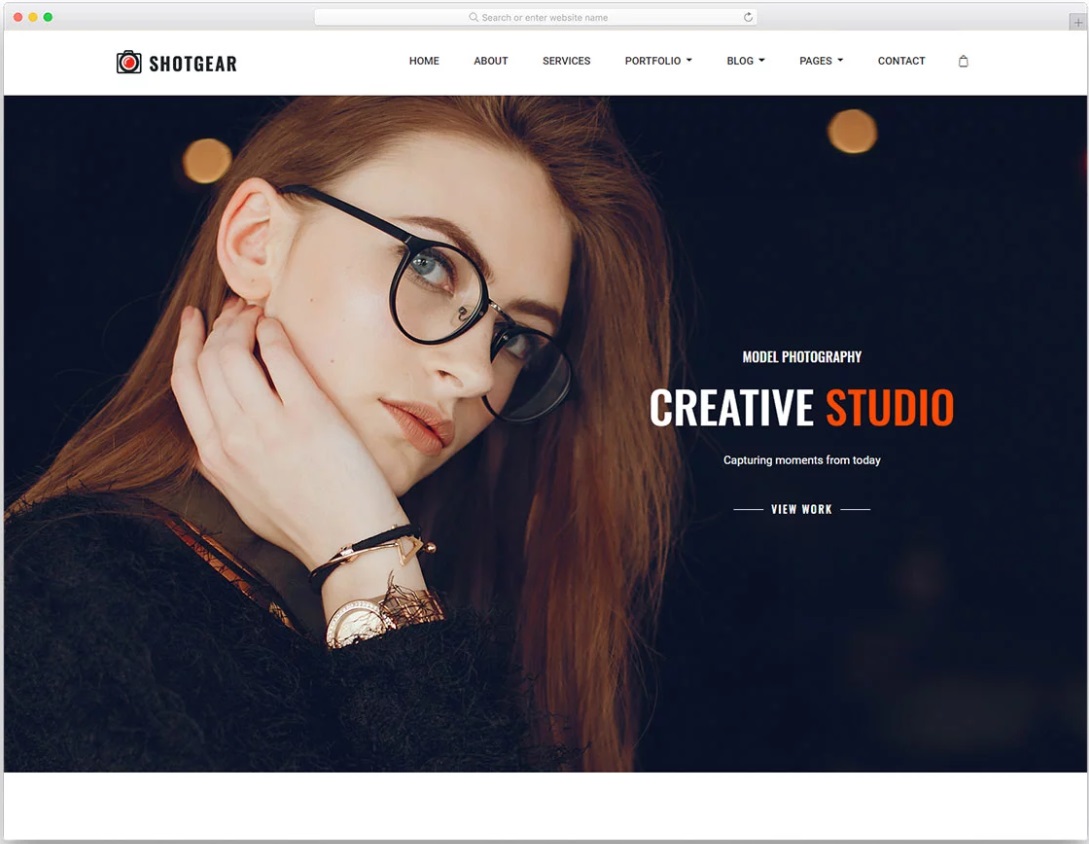 Search or enter website name
SHOTGEAR
HOME ABOUT SERVICES PORTFOLIO BLOG PAGES CONTACT
MODEL PHOTOGRAPHY
CREATIVE STUDIO
Capturing moments from today
VIEW WORK